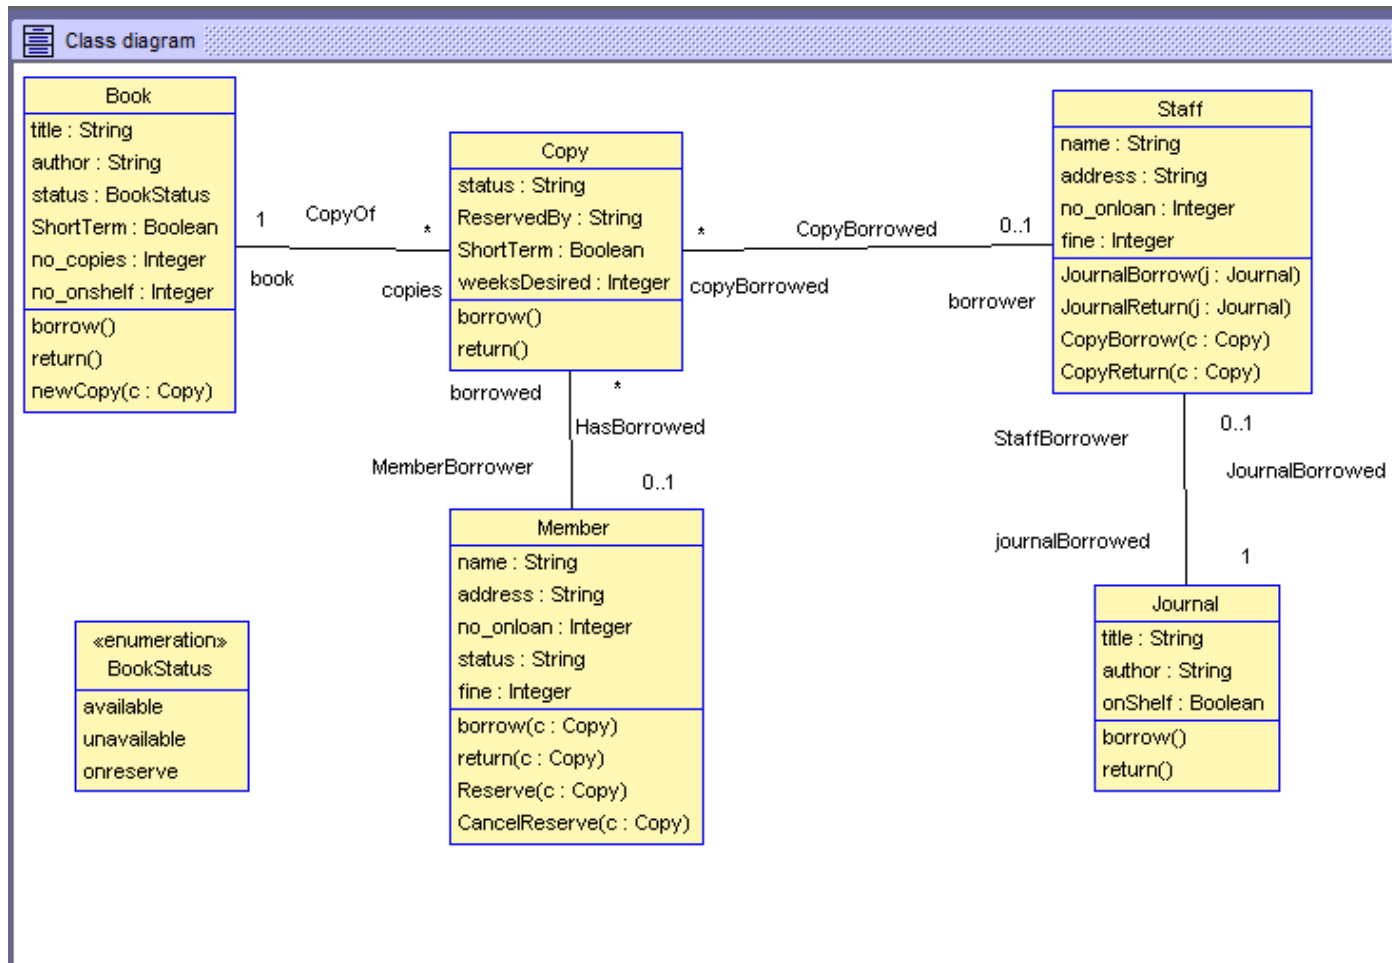 Class diagram
Book
title : String
author : String
status : BookStatus
ShortTerm : Boolean
no_copies : Integer
no_onshelf : Integer
borrow()
return()
newCopy(c : Copy)
1
CopyOf
*
book
copies
Copy
status : String
ReservedBy : String
ShortTerm : Boolean
weeksDesired : Integer
borrow()
return()
*
CopyBorrowed
0..1
copyBorrowed
borrower
Staff
name : String
address : String
no_onloan : Integer
fine : Integer
JournalBorrow(j : Journal)
JournalReturn(j : Journal)
CopyBorrow(c : Copy)
CopyReturn(c : Copy)
borrowed
*
HasBorrowed
MemberBorrower
0..1
StaffBorrower
0..1
JournalBorrowed
journalBorrowed
1
Member
name : String
address : String
no_onloan : Integer
status : String
fine : Integer
borrow(c : Copy)
return(c : Copy)
Reserve(c : Copy)
CancelReserve(c : Copy)
Journal
title : String
author : String
onShelf : Boolean
borrow()
return()
«enumeration»
BookStatus
available
unavailable
onreserve